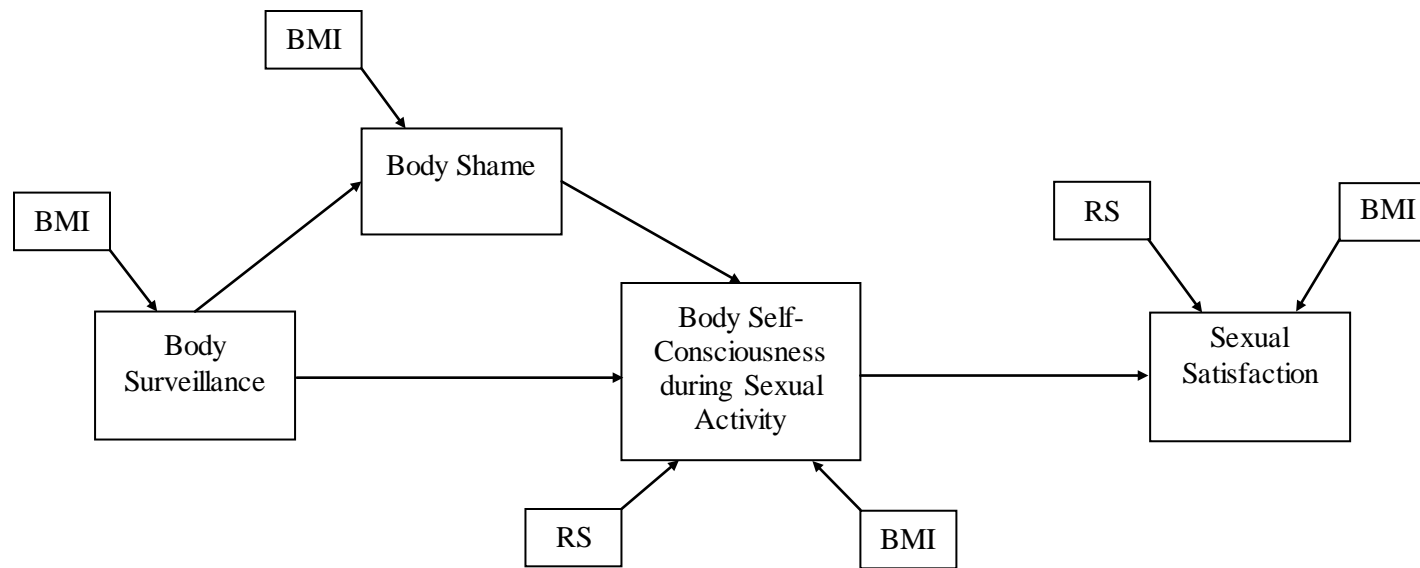 BMI
Body Shame
BMI
RS
BMI
Body
Surveillance
Body Self-
Consciousness
during Sexual
Activity
Sexual
Satisfaction
RS
BMI